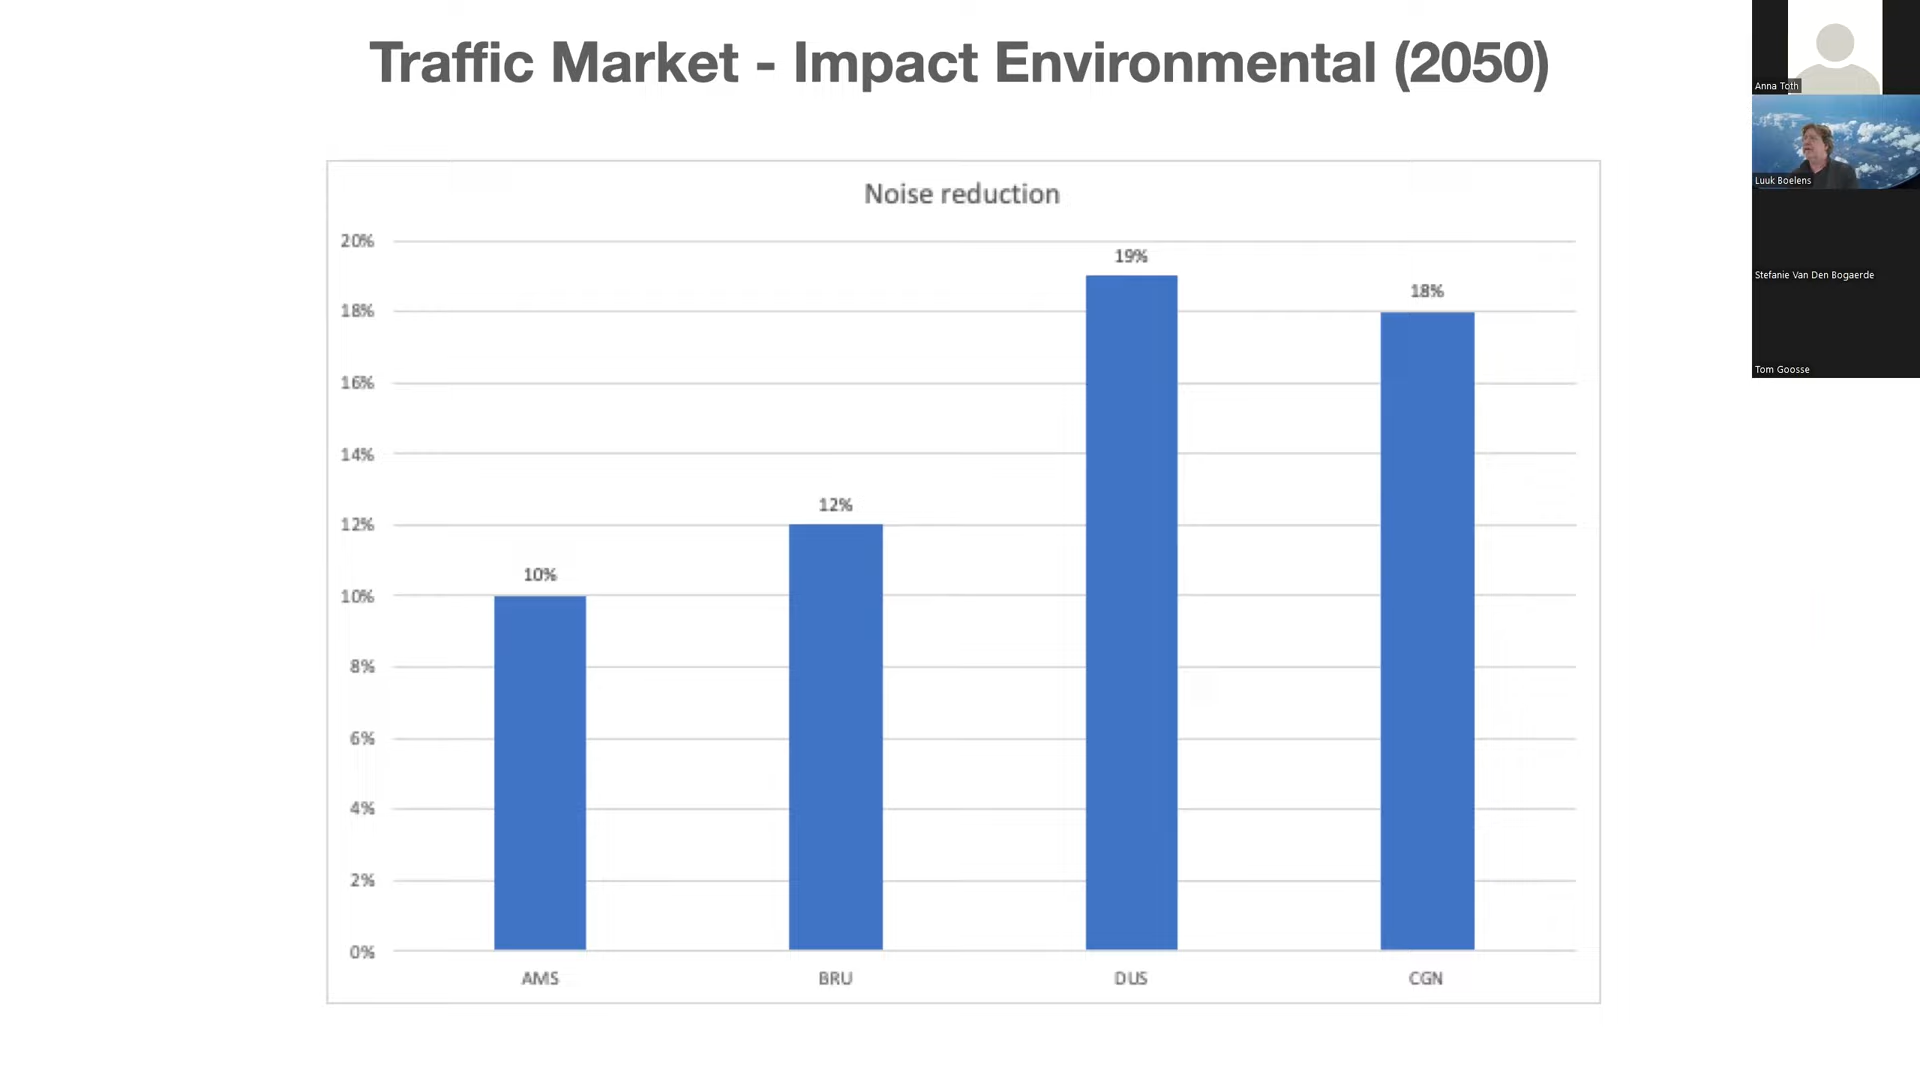 Traffic Market - Impact Environmental (2050)
Noise reduction
20%
18%
16%
14%
12%
10%
8%
6%
4%
2%
0%
10%
12%
19%
18%
AMS
BRU
DUS
CGN
Anna Toth
Luuk Boelens
Stefanie Van Den Bogaerde
Tom Goosse